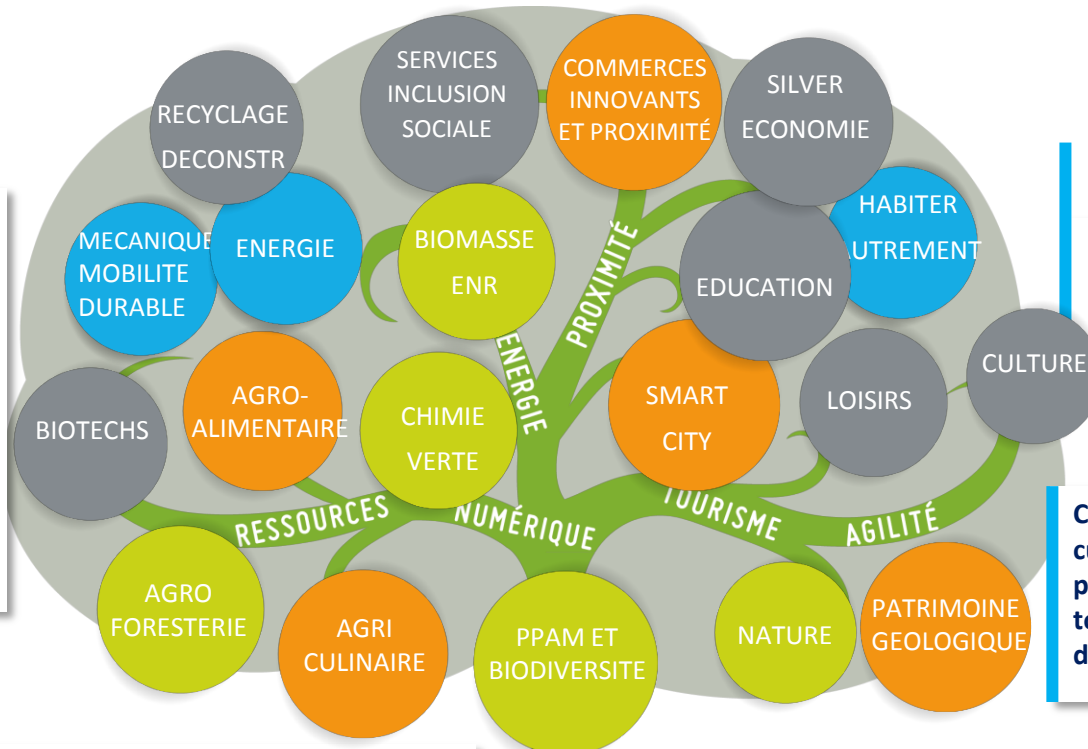 SERVICES
INCLUSION
SOCIALE
COMMERCES
INNOVANTS
ET PROXIMITÉ
SILVER
ECONOMIE
RECYCLAGE
DECONSTR
MECANIQUE
MOBILITE
DURABLE
ENERGIE
BIOMASSE
ENR
HABITER
AUTREMENT
EDUCATION
PROXIMITÉ
ENERGIE
CULTURE
BIOTECHS
AGRO-
ALIMENTAIRE
CHIMIE
VERTE
SMART
CITY
LOISIRS
RESSOURCES
NUMÉRIQUE
TOURISME
AGILITÉ
AGRO
FORESTERIE
AGRI
CULINAIRE
PPAM ET
BIODIVERSITE
NATURE
PATRIMOINE
GEOLOGIQUE